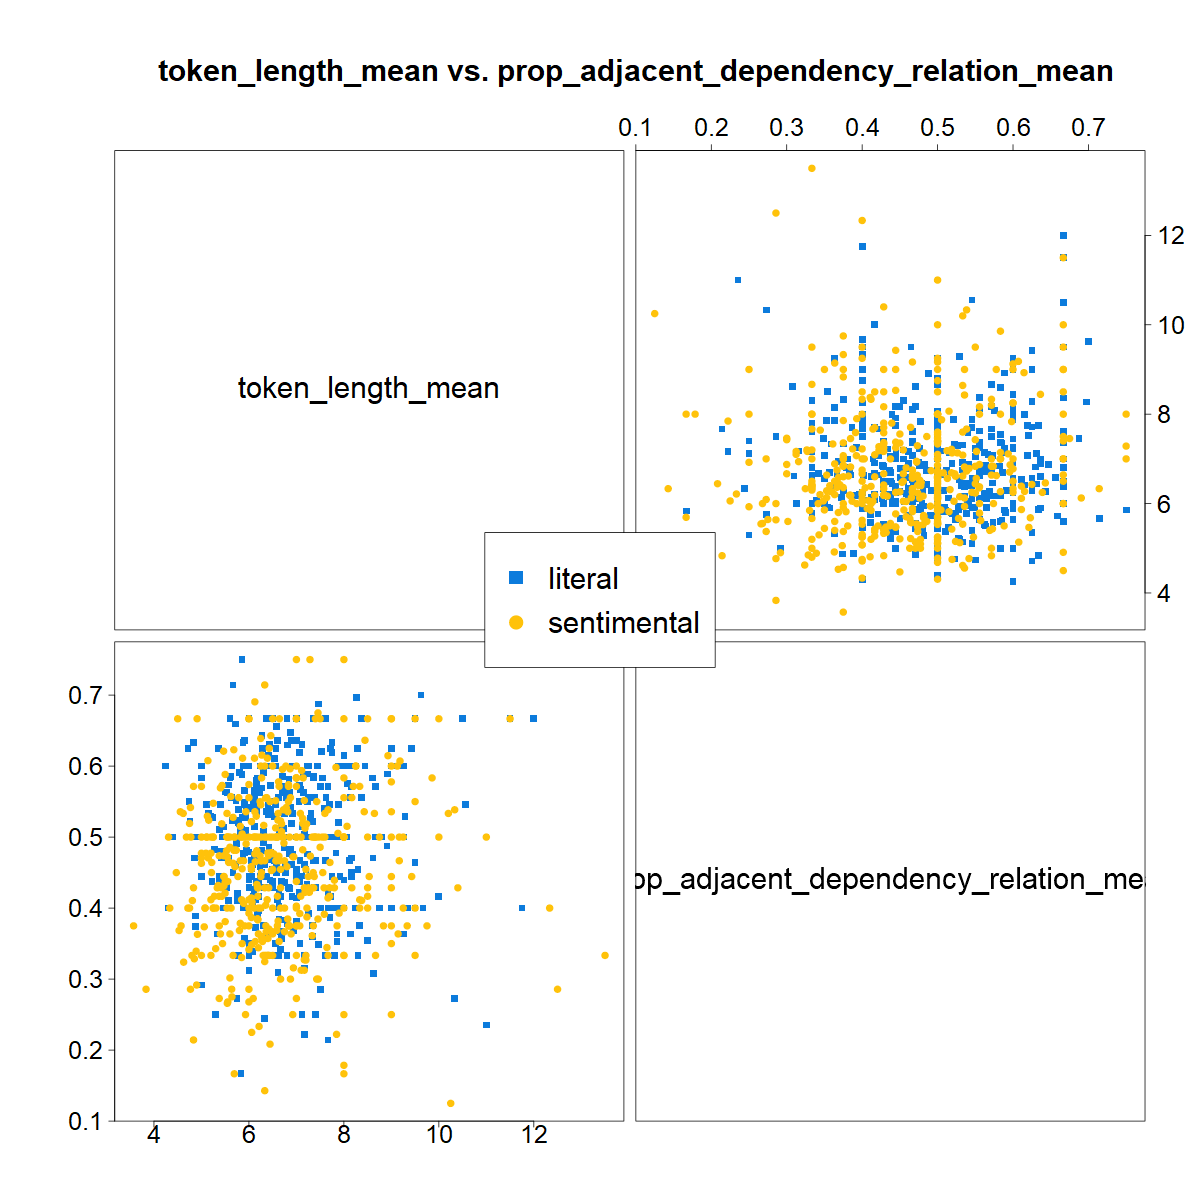 token_length_mean vs. prop_adjacent_dependency_relation_mean
0.1 0.2 0.3 0.4 0.5 0.6 0.7
token_length_mean
12
10
8
6
4
literal
sentimental
0.7
0.6
0.5
0.4
0.3
0.2
0.1
op_adjacent_dependency_relation_me
4 6 8 10 12